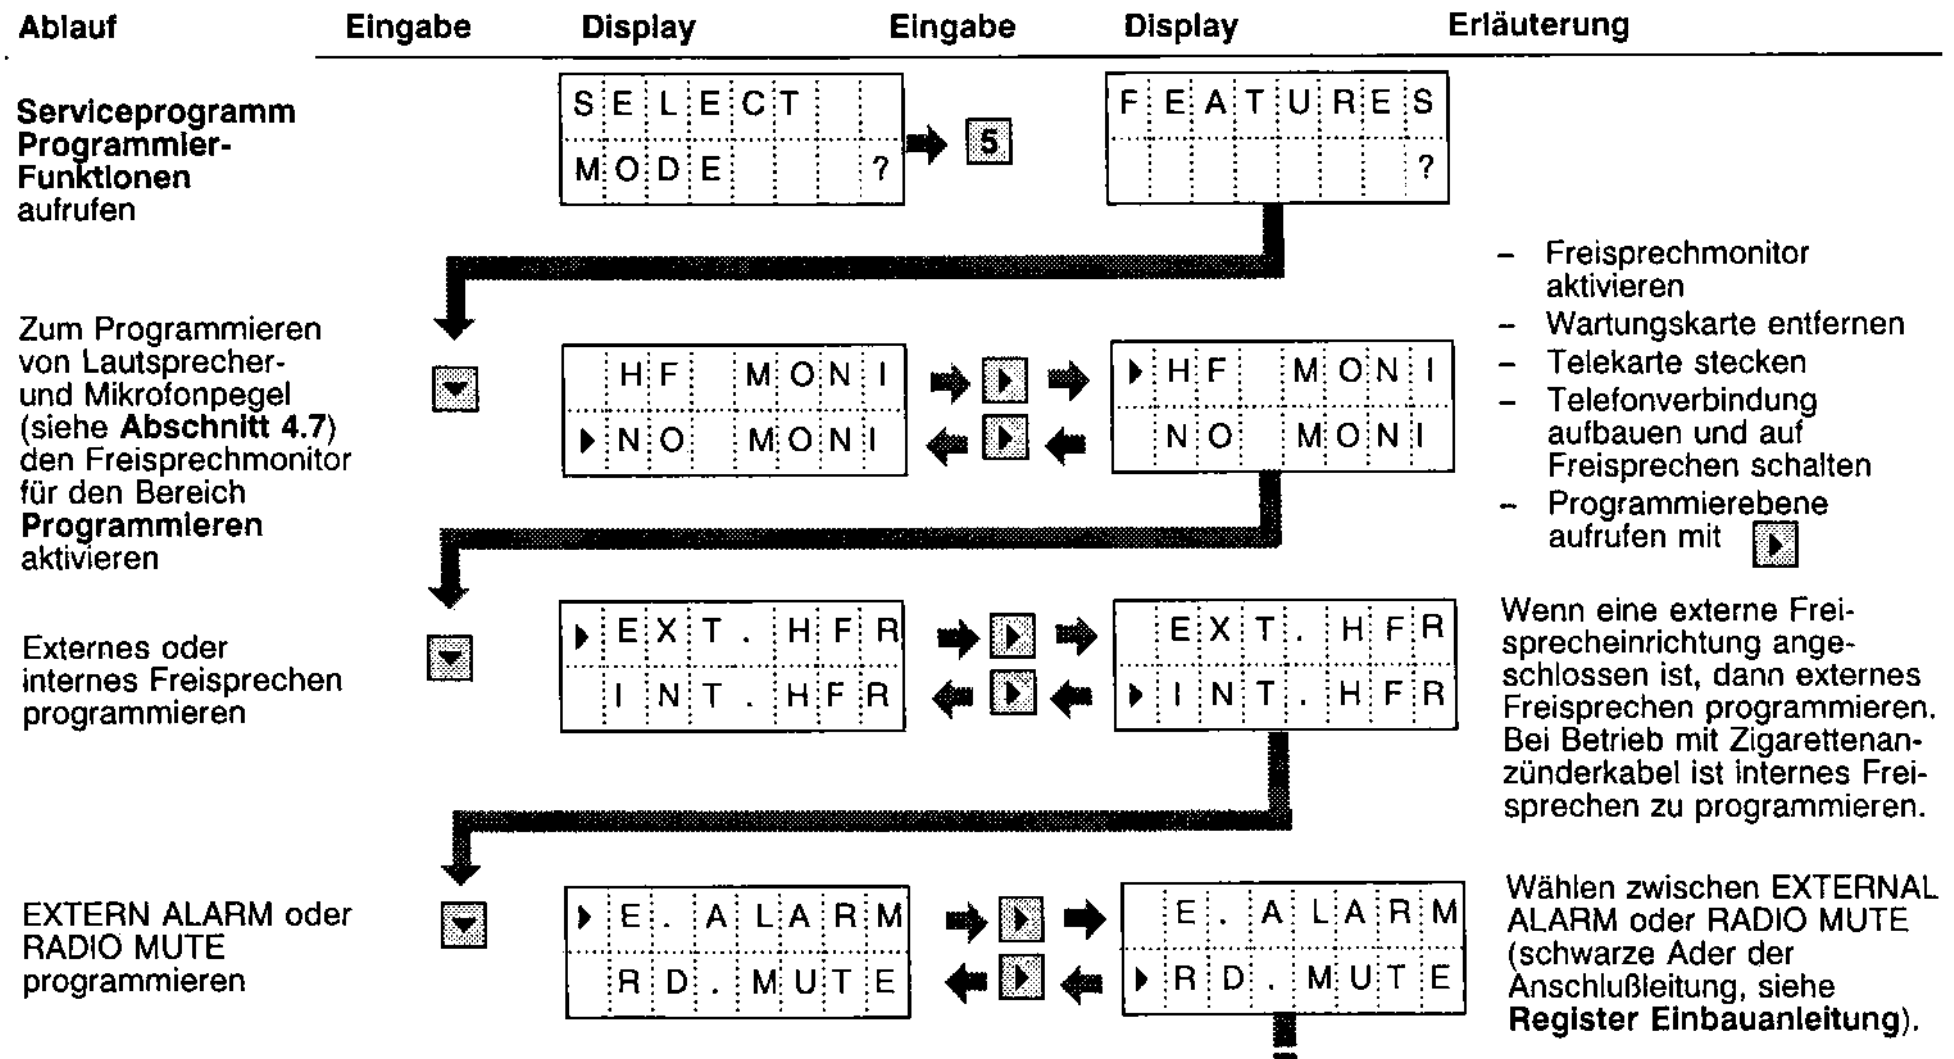 Ablauf Eingabe Display Eingabe Display Erläuterung
Serviceprogramm
Programmier-
Funktionen
aufrufen
SELECT
MODE ?
5
FEATURES
?
Zum Programmieren
von Lautsprecher-
und Mikrofonpegel
(siehe Abschnitt 4.7)
den Freisprechmonitor
für den Bereich
Programmieren
aktivieren
HF MONI
NO MONI
HF MONI
NO MONI
– Freisprechmonitor
aktivieren
– Wartungskarte entfernen
– Telekarte stecken
– Telefonverbindung
aufbauen und auf
Freisprechen schalten
– Programmierebene
aufrufen mit
Externes oder
internes Freisprechen
programmieren
EXT.HFR
INT.HFR
EXT.HFR
INT.HFR
Wenn eine externe Frei-
sprecheinrichtung ange-
schlossen ist, dann externes
Freisprechen programmieren.
Bei Betrieb mit Zigarettenan-
zünderkabel ist internes Frei-
sprechen zu programmieren.
EXTERN ALARM oder
RADIO MUTE
programmieren
E.ALARM
RD.MUTE
E.ALARM
RD.MUTE
Wählen zwischen EXTERNAL
ALARM oder RADIO MUTE
(schwarze Ader der
Anschlußleitung, siehe
Register Einbauanleitung).